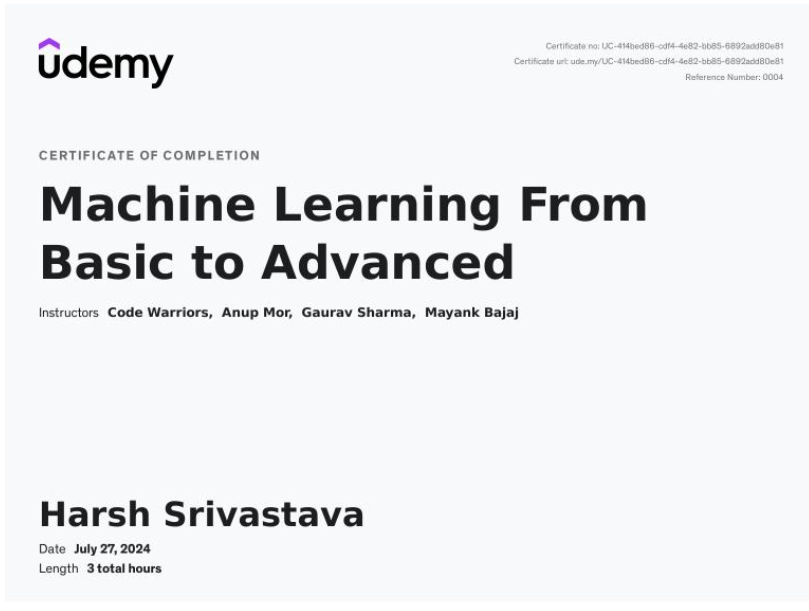 udemy
Certificate no: UC-414bed86-cdf4-4e82-bb85-6892add80e81
Certificate url: ude.my/UC-414bed86-cdf4-4e82-bb85-6892add80e81
Reference Number: 0004
CERTIFICATE OF COMPLETION
Machine Learning From
Basic to Advanced
Instructors Code Warriors, Anup Mor, Gaurav Sharma, Mayank Bajaj
Harsh Srivastava
Date July 27, 2024
Length 3 total hours